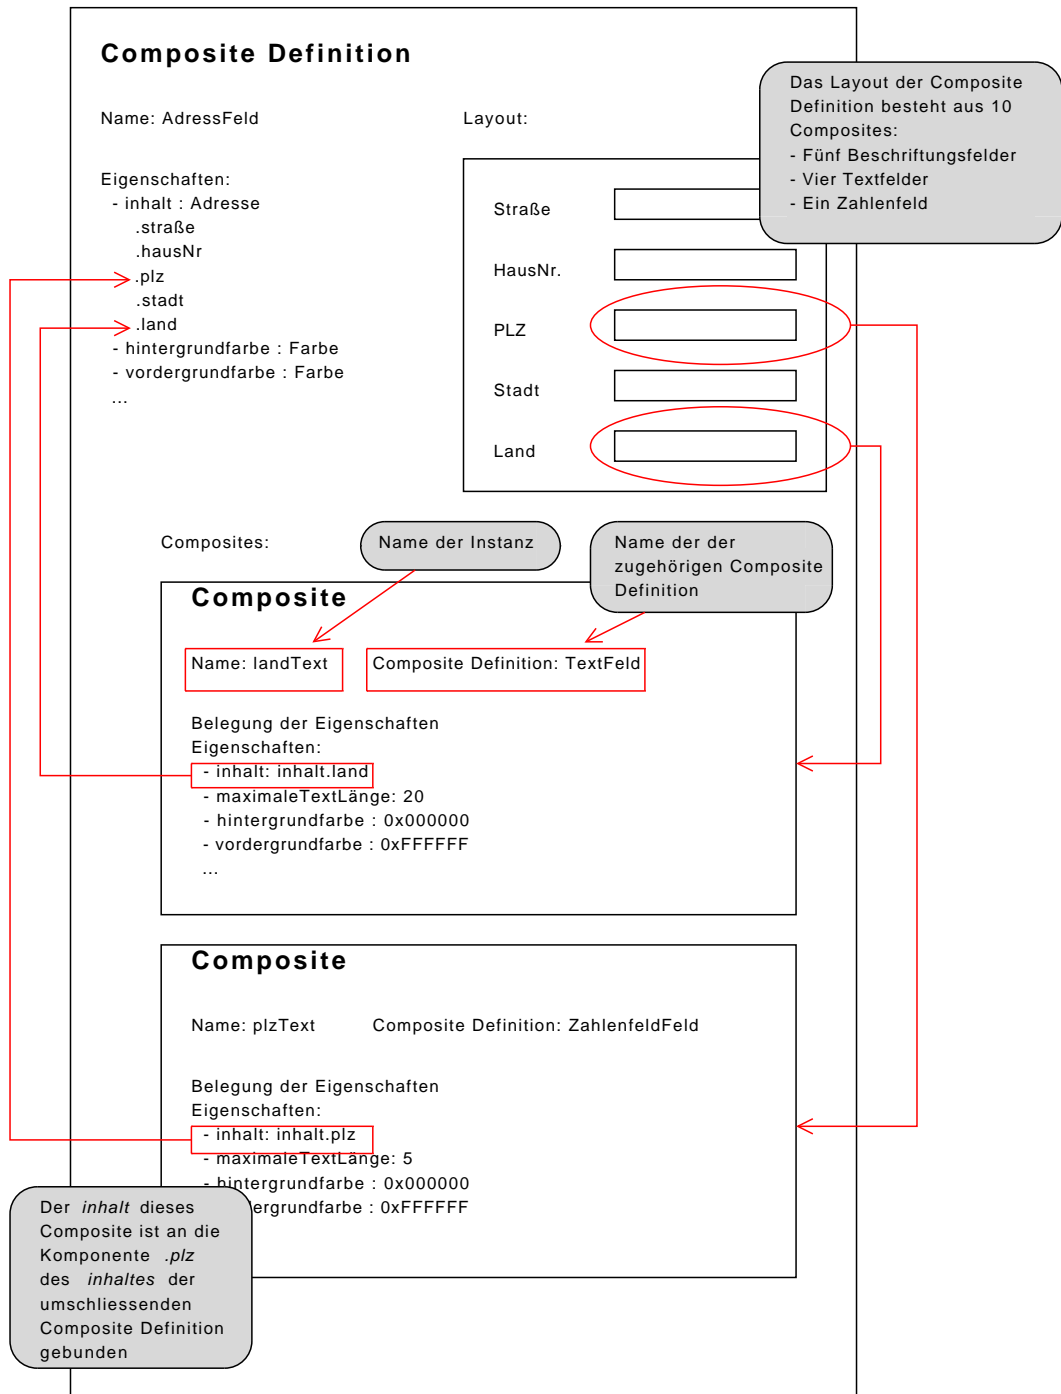 Composite Definition
Das Layout der Composite
Definition besteht aus 10
Composites:
- Fünf Beschriftungsfelder
- Vier Textfelder
- Ein Zahlenfeld
Name: AdressFeld
Layout:
Eigenschaften:
- inhalt : Adresse
.straße
.hausNr
.plz
.stadt
.land
- hintergrundfarbe : Farbe
- vordergrundfarbe : Farbe
...
Straße
HausNr.
PLZ
Stadt
Land
Composites:
Name der Instanz
Name der der
zugehörigen Composite
Definition
Composite
Name: landText
Composite Definition: TextFeld
Belegung der Eigenschaften
Eigenschaften:
- inhalt: inhalt.land
- maximaleTextLänge: 20
- hintergrundfarbe : 0x000000
- vordergrundfarbe : 0xFFFFFF
...
Composite
Name: plzText
Composite Definition: ZahlenfeldFeld
Belegung der Eigenschaften
Eigenschaften:
- inhalt: inhalt.plz
- maximaleTextLänge: 5
- hintergrundfarbe : 0x000000
dergrundfarbe : 0xFFFFFF
Der inhalt dieses
Composite ist an die
Komponente .plz
des inhaltes der
umschliessenden
Composite Definition
gebunden